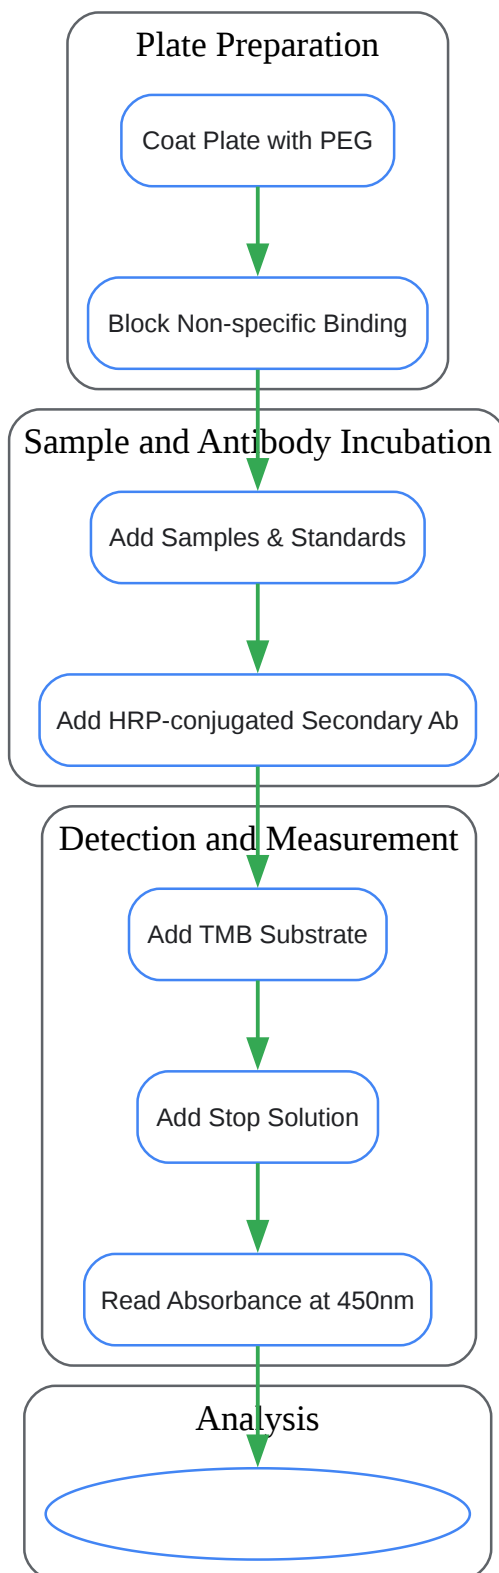 Plate Preparation
Coat Plate with PEG
Block Non-specific Binding
Sample and Antibody Incubation
Add Samples & Standards
Add HRP-conjugated Secondary Ab
Detection and Measurement
Add TMB Substrate
Add Stop Solution
Read Absorbance at 450nm
Analysis